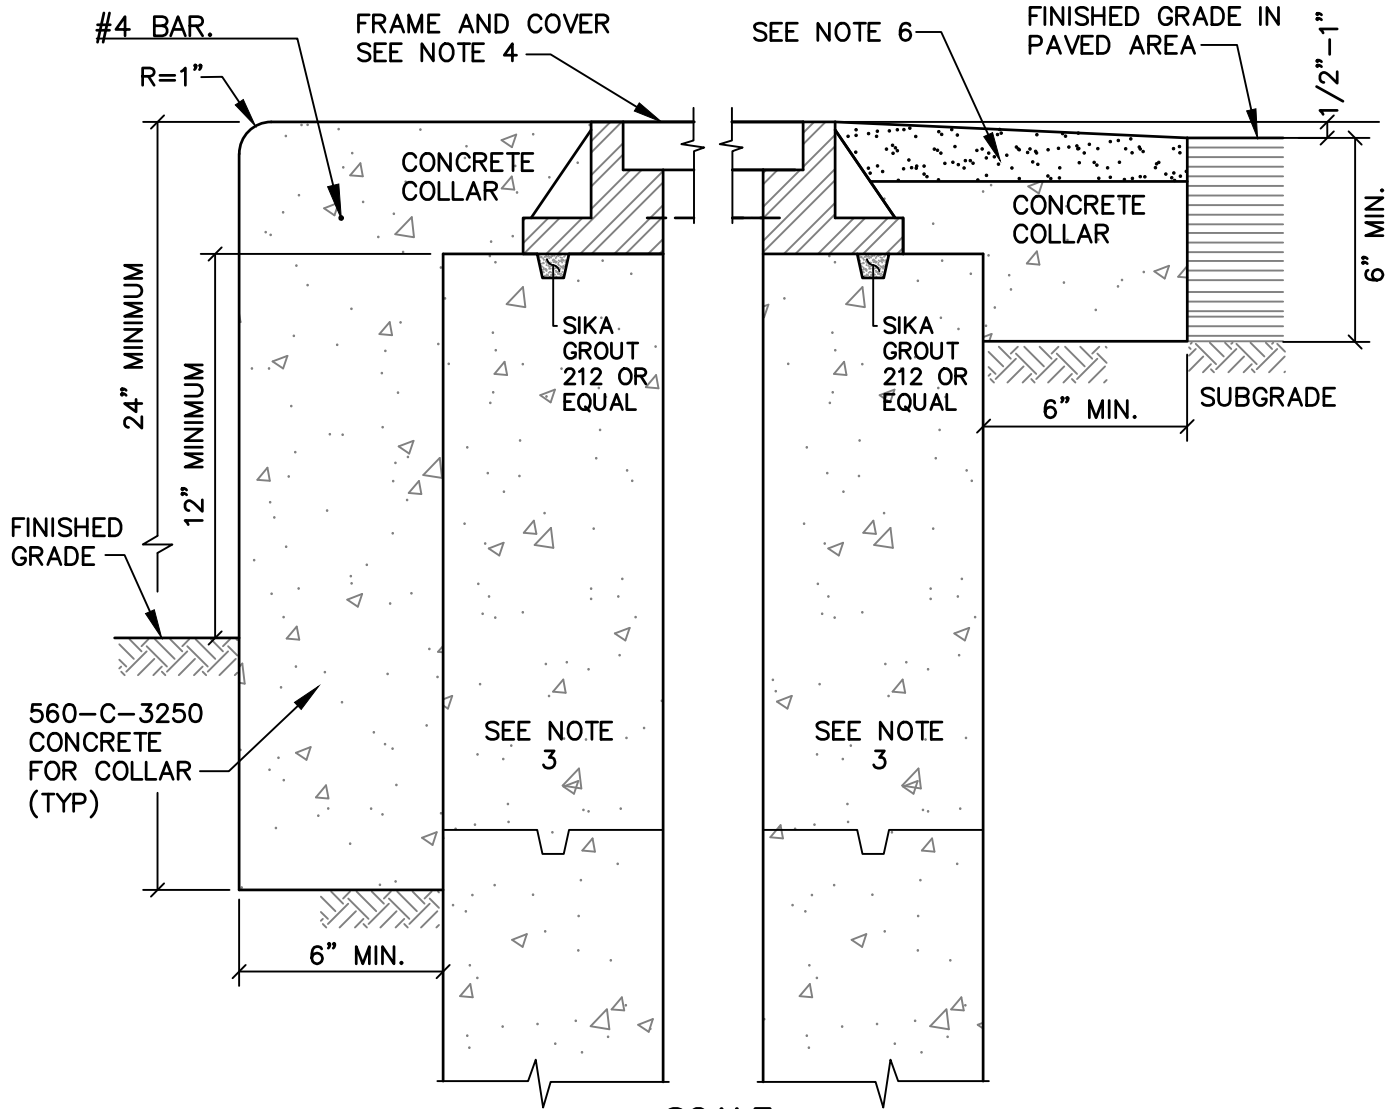 #4 BAR.
R=1"
FRAME AND COVER
SEE NOTE 4
SEE NOTE 6
FINISHED GRADE IN
PAVED AREA
1/2"-1"
CONCRETE
COLLAR
CONCRETE
COLLAR
6" MIN.
24" MINIMUM
12" MINIMUM
SIKA
GROUT
212 OR
EQUAL
SIKA
GROUT
212 OR
EQUAL
6" MIN.
SUBGRADE
FINISHED
GRADE
560-C-3250
CONCRETE
FOR COLLAR
(TYP)
SEE NOTE
3
SEE NOTE
3
6" MIN.